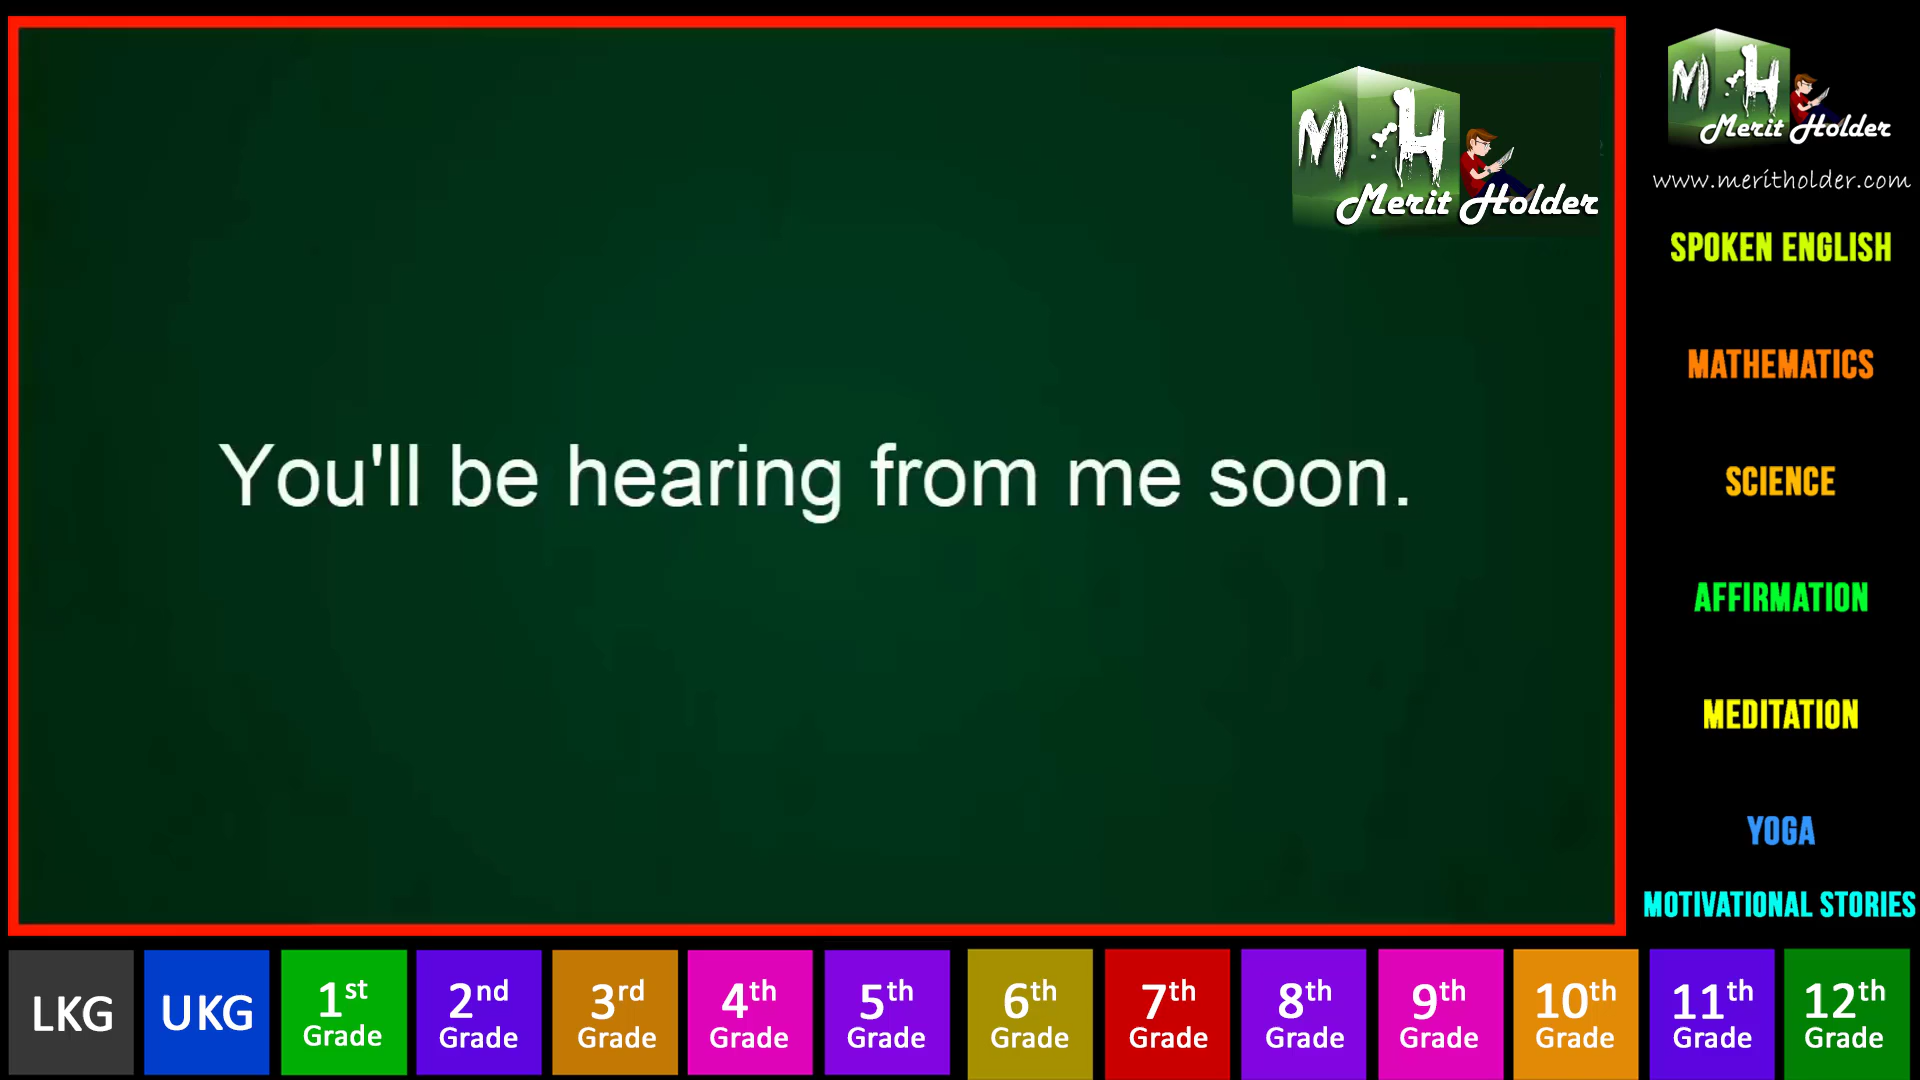 M H
Merit Holder
You'll be hearing from me soon.
M H
Merit Holder
www.meritholder.com
SPOKEN ENGLISH
MATHEMATICS
SCIENCE
AFFIRMATION
MEDITATION
YOGA
MOTIVATIONAL STORIES
LKG
UKG
1st Grade
2nd Grade
3rd Grade
4th Grade
5th Grade
6th Grade
7th Grade
8th Grade
9th Grade
10th Grade
11th Grade
12th Grade